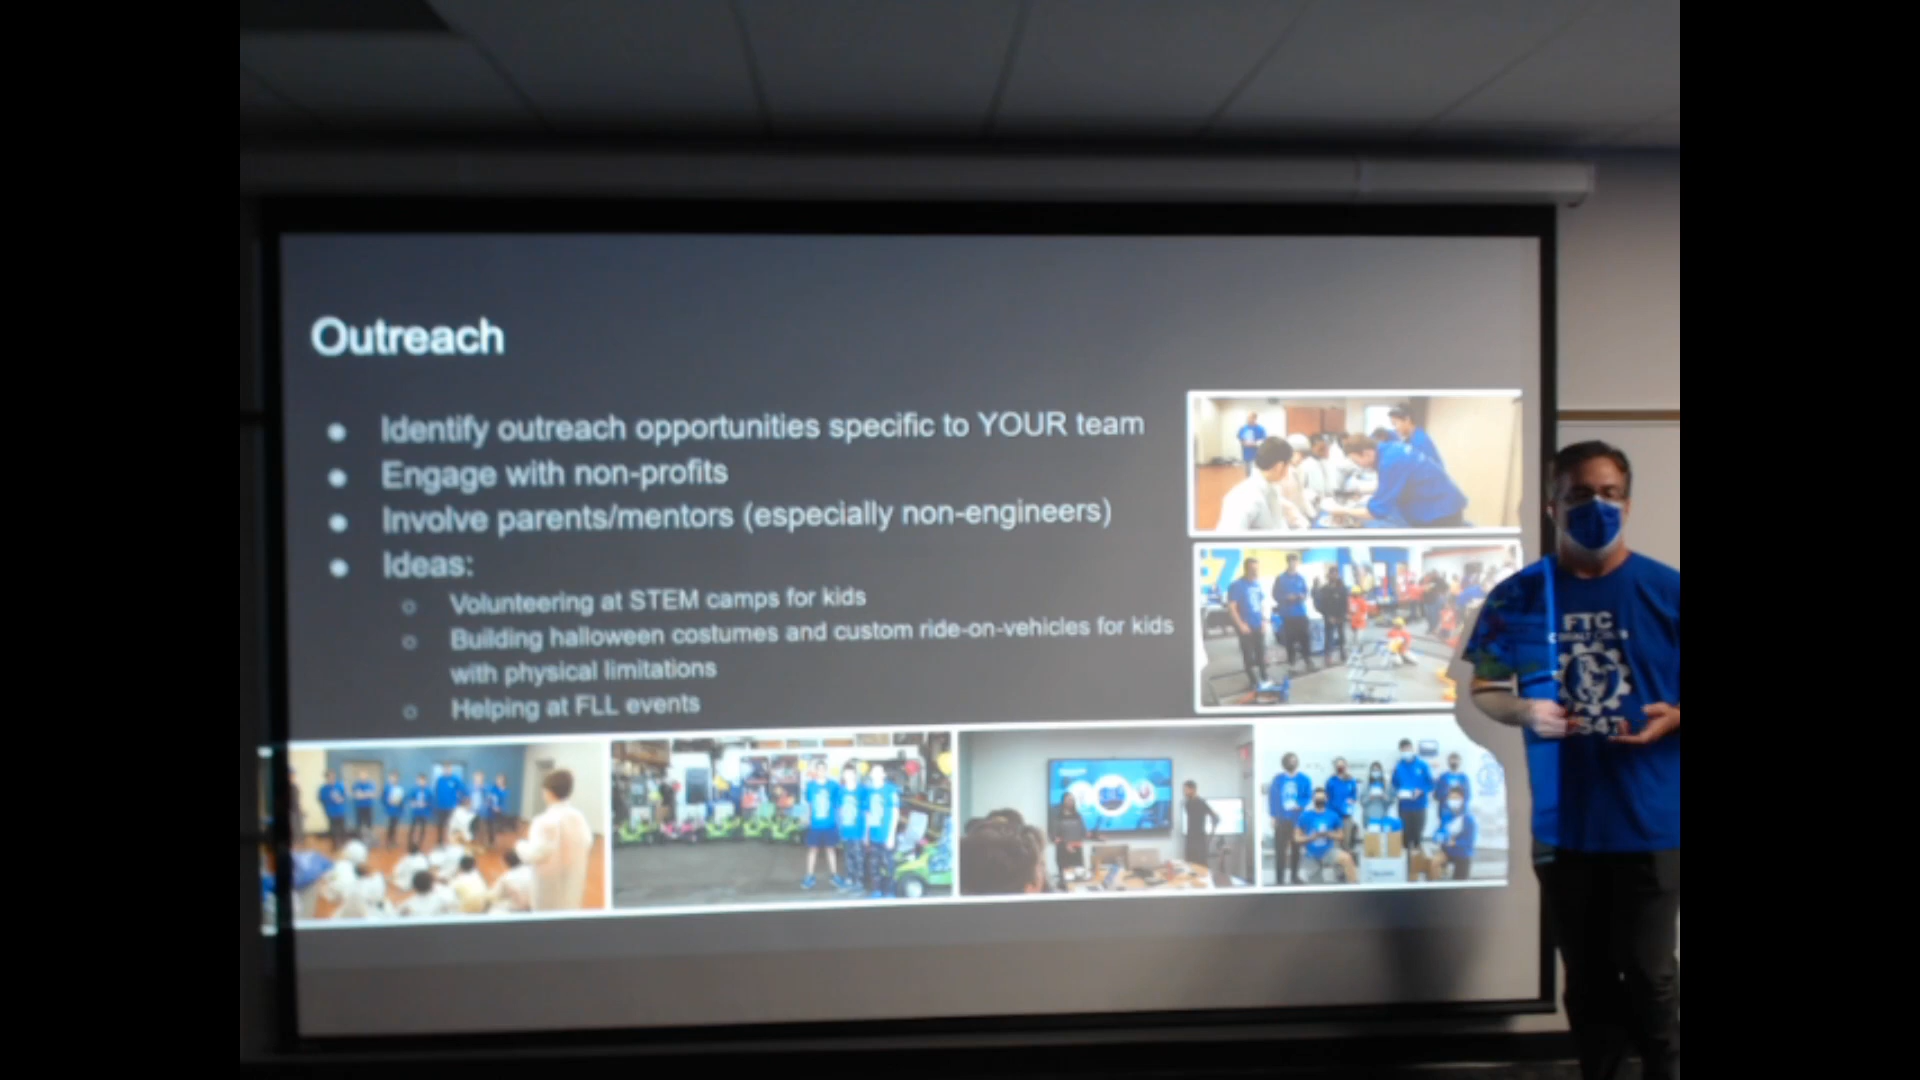 Outreach
● Identify outreach opportunities specific to YOUR team
● Engage with non-profits
● Involve parents/mentors (especially non-engineers)
● Ideas:
○ Volunteering at STEM camps for kids
○ Building halloween costumes and custom ride-on-vehicles for kids
with physical limitations
○ Helping at FLL events
FTC